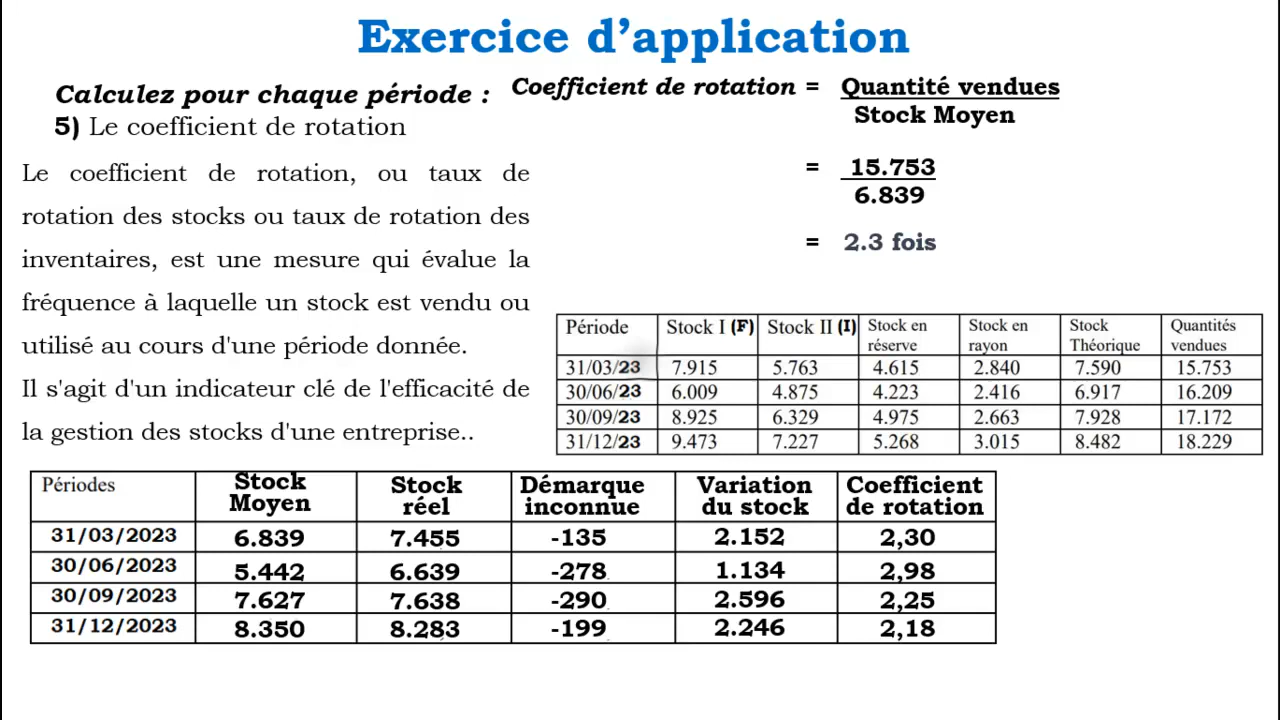 Exercice d’application
Calculez pour chaque période :
5) Le coefficient de rotation
Coefficient de rotation = Quantité vendues
Stock Moyen
= 15.753
6.839
= 2.3 fois
Le coefficient de rotation, ou taux de
rotation des stocks ou taux de rotation des
inventaires, est une mesure qui évalue la
fréquence à laquelle un stock est vendu ou
utilisé au cours d'une période donnée.
Il s'agit d'un indicateur clé de l'efficacité de
la gestion des stocks d'une entreprise..
Période Stock I (F) Stock II (I) Stock en réserve Stock en rayon Stock Théorique Quantités vendues
31/03/23 7.915 5.763 4.615 2.840 7.590 15.753
30/06/23 6.009 4.875 4.223 2.416 6.917 16.209
30/09/23 8.925 6.329 4.975 2.663 7.928 17.172
31/12/23 9.473 7.227 5.268 3.015 8.482 18.229
Périodes Stock Moyen Stock réel Démarque inconnue Variation du stock Coefficient de rotation
31/03/2023 6.839 7.455 -135 2.152 2,30
30/06/2023 5.442 6.639 -278 1.134 2,98
30/09/2023 7.627 7.638 -290 2.596 2,25
31/12/2023 8.350 8.283 -199 2.246 2,18